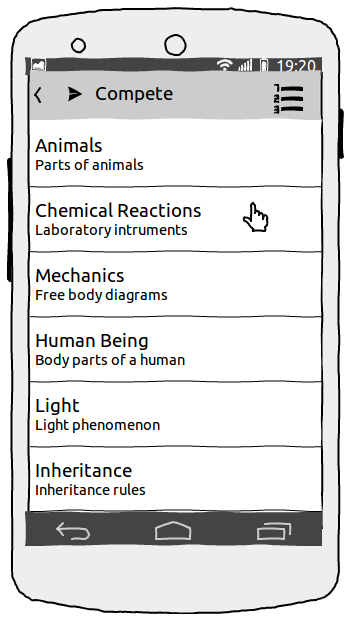 19:20
Compete
Animals
Parts of animals
Chemical Reactions
Laboratory intruments
Mechanics
Free body diagrams
Human Being
Body parts of a human
Light
Light phenomenon
Inheritance
Inheritance rules